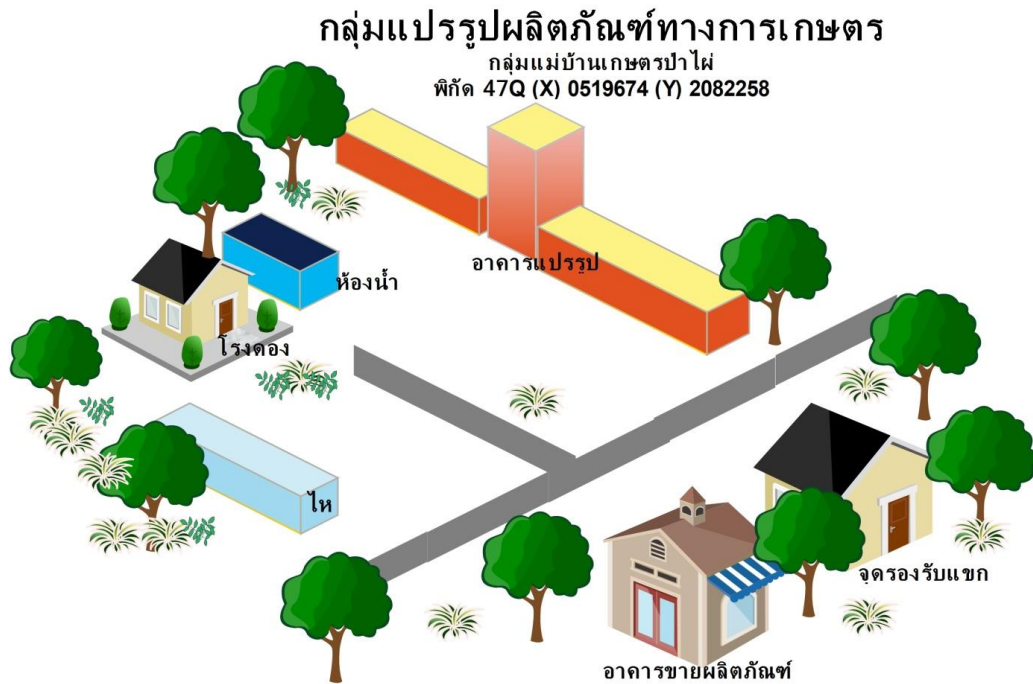 กลุ่มแปรรูปผลิตภัณฑ์ทางการเกษตร
กลุ่มแม่บ้านเกษตรป่าไผ่
พิกัด 47Q (X) 0519674 (Y) 2082258
อาคารแปรรูป
ห้องน้ำ
โรงดอง
ไห
จุดรองรับแขก
อาคารขายผลิตภัณฑ์